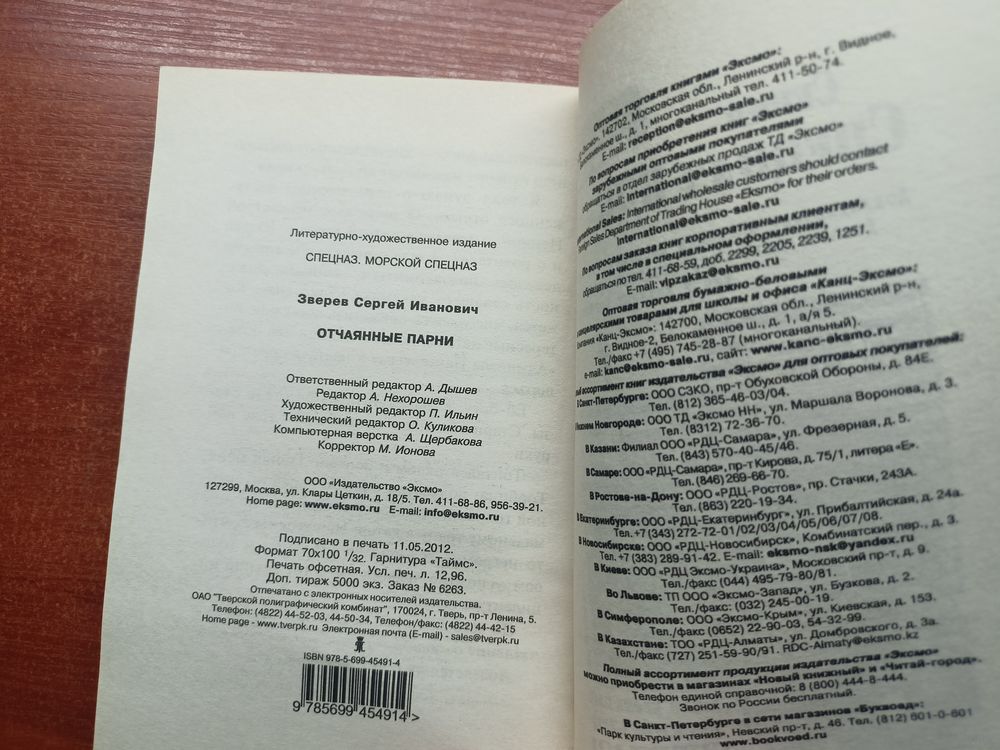 Литературно-художественное издание
СПЕЦНАЗ. МОРСКОЙ СПЕЦНАЗ
Зверев Сергей Иванович
ОТЧАЯННЫЕ ПАРНИ
Ответственный редактор А. Дышев
Редактор А. Нехорошев
Художественный редактор П. Ильин
Технический редактор О. Куликова
Компьютерная верстка А. Щербакова
Корректор М. Ионова
ООО «Издательство «Эксмо»
127299, Москва, ул. Клары Цеткин, д. 18/5. Тел. 411-68-86, 956-39-21.
Home page: www.eksmo.ru E-mail: info@eksmo.ru
Подписано в печать 11.05.2012.
Формат 70x100 1/32. Гарнитура «Таймс».
Печать офсетная. Усл. печ. л. 12,96.
Доп. тираж 5000 экз. Заказ № 6263.
Отпечатано с электронных носителей издательства.
ОАО "Тверской полиграфический комбинат", 170024, г. Тверь, пр-т Ленина, 5.
Телефон: (4822) 44-52-03, 44-50-34, Телефон/факс: (4822) 44-42-15
Home page - www.tverpk.ru Электронная почта (E-mail) - sales@tverpk.ru
ISBN 978-5-699-45491-4
9 785699 454914 >
Оптовая торговля книгами «Эксмо»:
«Эксмо». 142702, Московская обл., Ленинский р-н, г. Видное,
ш., д. 1, многоканальный тел. 411-50-74.
E-mail: reception@eksmo-sale.ru
По вопросам приобретения книг «Эксмо»
зарубежными оптовыми покупателями
обращаться в отдел зарубежных продаж ТД «Эксмо»
E-mail: international@eksmo-sale.ru
Sales: International wholesale customers should contact
Sales Department of Trading House «Eksmo» for their orders.
international@eksmo-sale.ru
По вопросам заказа книг корпоративным клиентам,
в том числе в специальном оформлении,
обращаться по тел. 411-68-59, доб. 2299, 2205, 2239, 1251.
E-mail: vipzakaz@eksmo.ru
Оптовая торговля бумажно-беловыми
товарами для школы и офиса «Канц-Эксмо»:
«Канц-Эксмо»: 142700, Московская обл., Ленинский р-н,
г. Видное-2, Белокаменное ш., д. 1, а/я 5.
Тел./факс +7 (495) 745-28-87 (многоканальный).
e-mail: kanc@eksmo-sale.ru, сайт: www.kanc-eksmo.ru
ассортимент книг издательства «Эксмо» для оптовых покупателей:
Санкт-Петербурге: ООО СЗКО, пр-т Обуховской Обороны, д. 84Е.
Тел. (812) 365-46-03/04.
Нижнем Новгороде: ООО ТД «Эксмо НН», ул. Маршала Воронова, д. 3.
Тел. (8312) 72-36-70.
В Казани: Филиал ООО «РДЦ-Самара», ул. Фрезерная, д. 5.
Тел. (843) 570-40-45/46.
В Самаре: ООО «РДЦ-Самара», пр-т Кирова, д. 75/1, литера «Е».
Тел. (846) 269-66-70.
В Ростове-на-Дону: ООО «РДЦ-Ростов», пр. Стачки, 243А.
Тел. (863) 220-19-34.
В Екатеринбурге: ООО «РДЦ-Екатеринбург», ул. Прибалтийская, д. 24а.
Тел. +7 (343) 272-72-01/02/03/04/05/06/07/08.
В Новосибирске: ООО «РДЦ-Новосибирск», Комбинатский пер., д. 3.
Тел. +7 (383) 289-91-42. E-mail: eksmo-nsk@yandex.ru
В Киеве: ООО «РДЦ Эксмо-Украина», Московский пр-т, д. 9.
Тел./факс (044) 495-79-80/81.
Во Львове: ТП ООО «Эксмо-Запад», ул. Бузкова, д. 2.
Тел./факс: (032) 245-00-19.
В Симферополе: ООО «Эксмо-Крым», ул. Киевская, д. 153.
Тел./факс (0652) 22-90-03, 54-32-99.
В Казахстане: ТОО «РДЦ-Алматы», ул. Домбровского, д. 3а.
Тел./факс (727) 251-59-90/91. RDC-Almaty@eksmo.kz
Полный ассортимент продукции издательства «Эксмо»
можно приобрести в магазинах «Новый книжный» и «Читай-город».
Телефон единой справочной: 8 (800) 444-8-444.
Звонок по России бесплатный.
В Санкт-Петербурге в сети магазинов «Буквоед»:
«Парк культуры и чтения», Невский пр-т, д. 46. Тел. (812) 601-0-601
www.bookvoed.ru